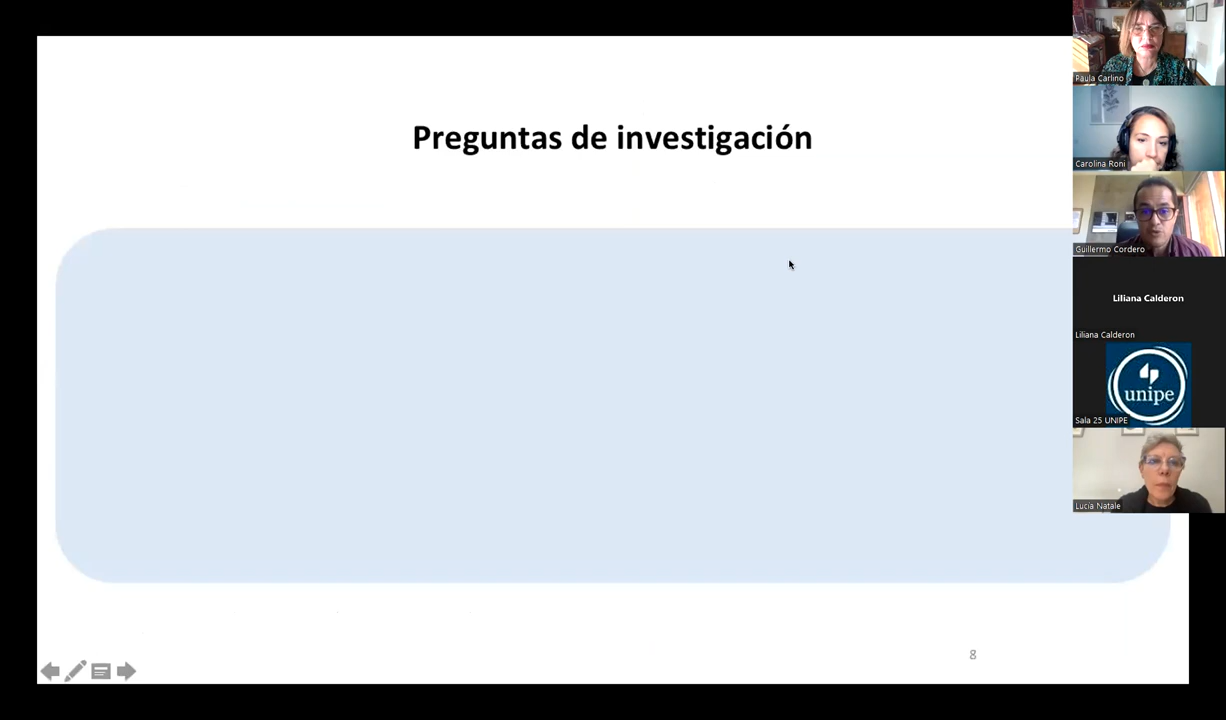 Preguntas de investigación
8
Paula Carlino
Carolina Roni
Guillermo Cordero
Liliana Calderon
Liliana Calderon
unipe
Sala 25 UNIPE
Lucía Natale